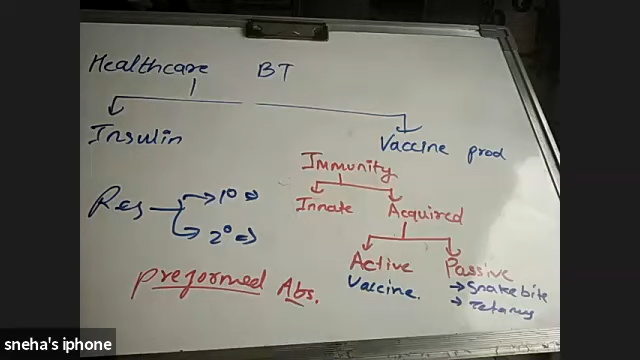 Healthcare BT
Insulin
Vaccine prod
Immunity
Innate
Acquired
Active
Vaccine.
Passive
→ Snake bite
→ Tetanus
Res → 1° ⇒
→ 2° ⇒
preformed Abs.
sneha's iphone